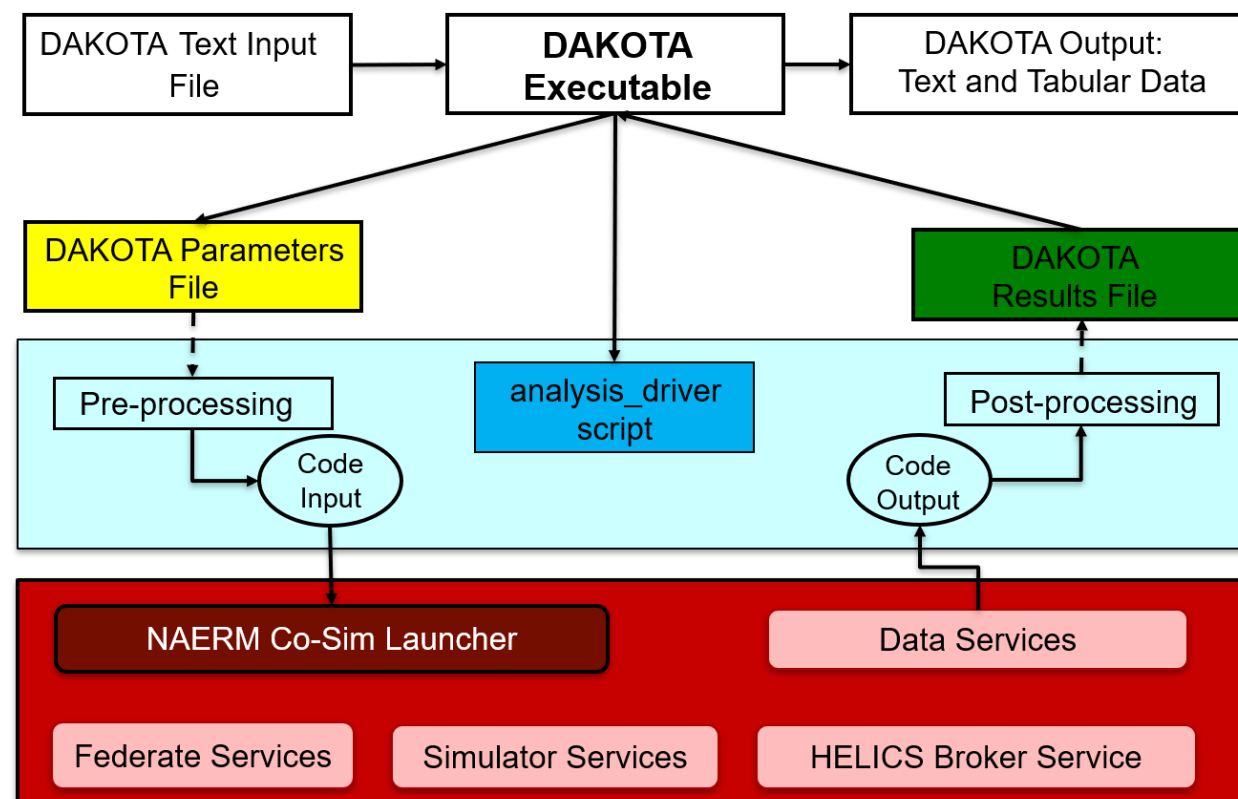 DAKOTA Text Input
File
DAKOTA
Executable
DAKOTA Output:
Text and Tabular Data
DAKOTA Parameters
File
DAKOTA
Results File
Pre-processing
analysis_driver
script
Post-processing
Code
Input
Code
Output
NAERM Co-Sim Launcher
Data Services
Federate Services
Simulator Services
HELICS Broker Service